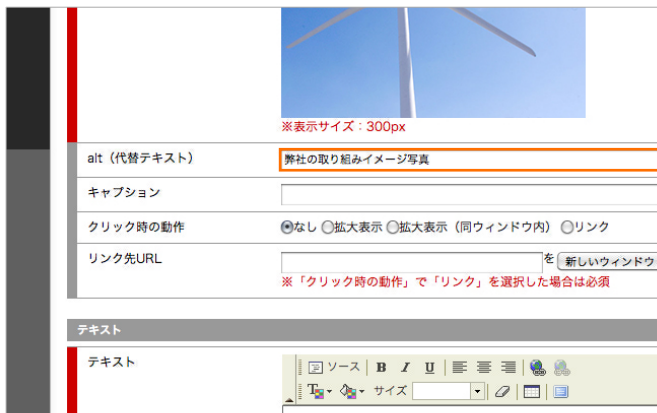 ※表示サイズ：300px
alt（代替テキスト）
弊社の取り組みイメージ写真
キャプション
クリック時の動作
なし 拡大表示 拡大表示（同ウィンドウ内） リンク
リンク先URL
を 新しいウィンドウ
※「クリック時の動作」で「リンク」を選択した場合は必須
テキスト
テキスト
ソース B I U
T サイズ